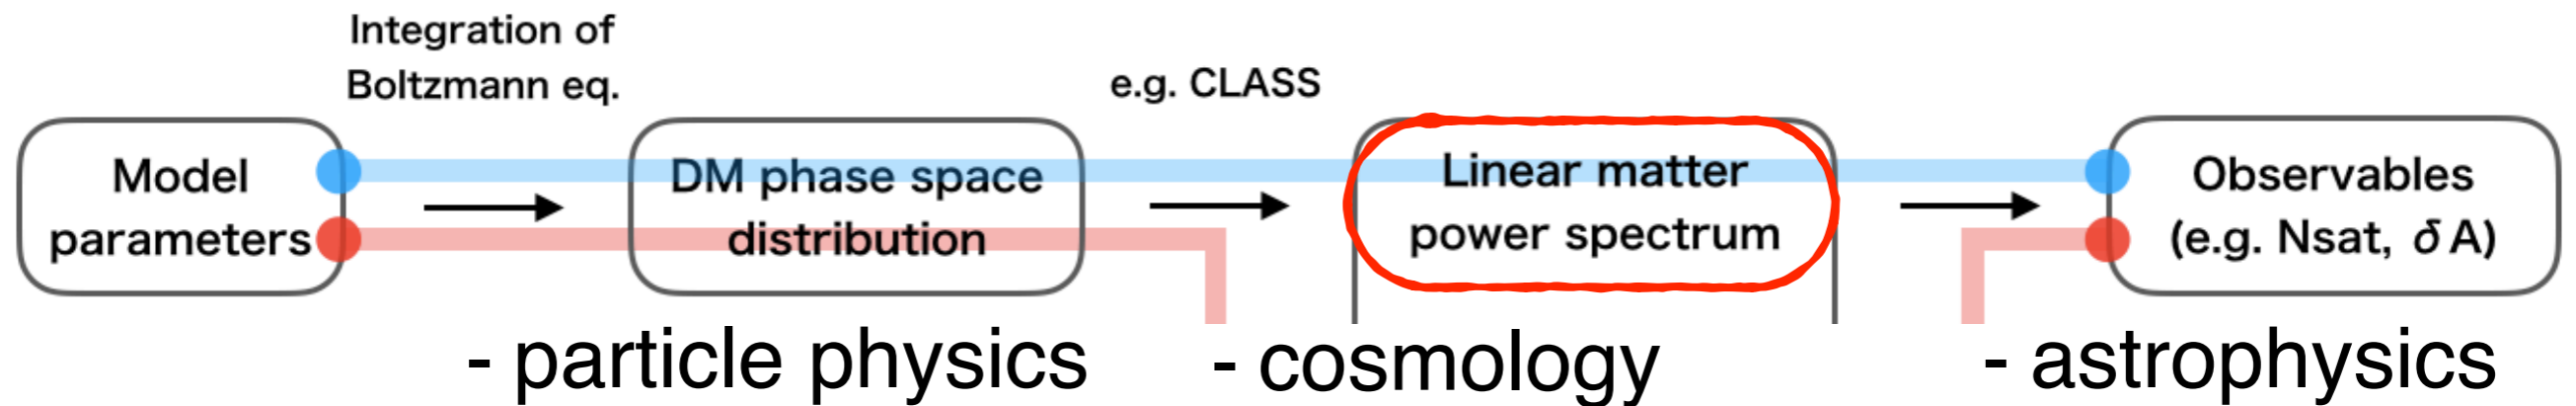 Integration of
Boltzmann eq.
e.g. CLASS
Model
parameters
DM phase space
distribution
Linear matter
power spectrum
Observables
(e.g. Nsat, δA)
- particle physics
- cosmology
- astrophysics